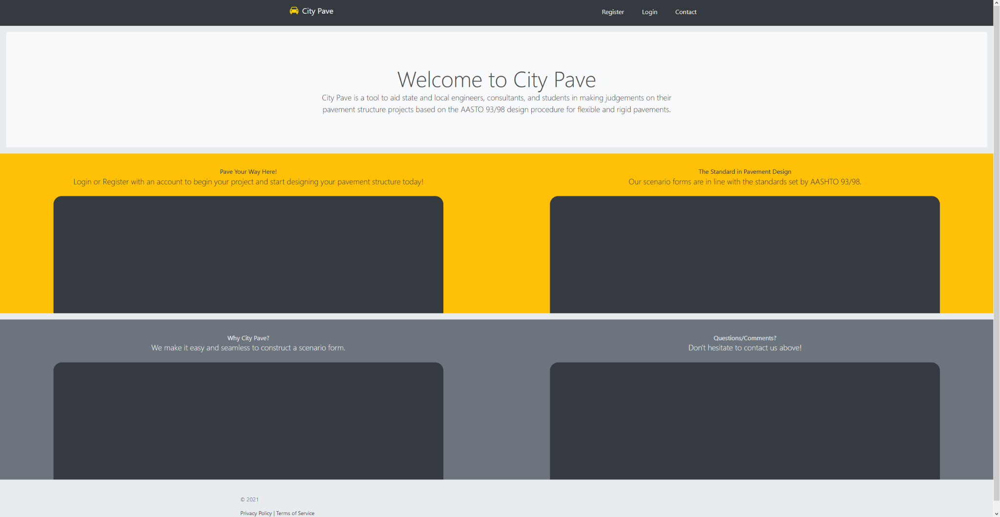 City Pave
Register Login Contact
Welcome to City Pave
City Pave is a tool to aid state and local engineers, consultants, and students in making judgements on their
pavement structure projects based on the AASTO 93/98 design procedure for flexible and rigid pavements.
Pave Your Way Here!
Login or Register with an account to begin your project and start designing your pavement structure today!
The Standard in Pavement Design
Our scenario forms are in line with the standards set by AASHTO 93/98.
Why City Pave?
We make it easy and seamless to construct a scenario form.
Questions/Comments?
Don't hesitate to contact us above!
© 2021
Privacy Policy | Terms of Service